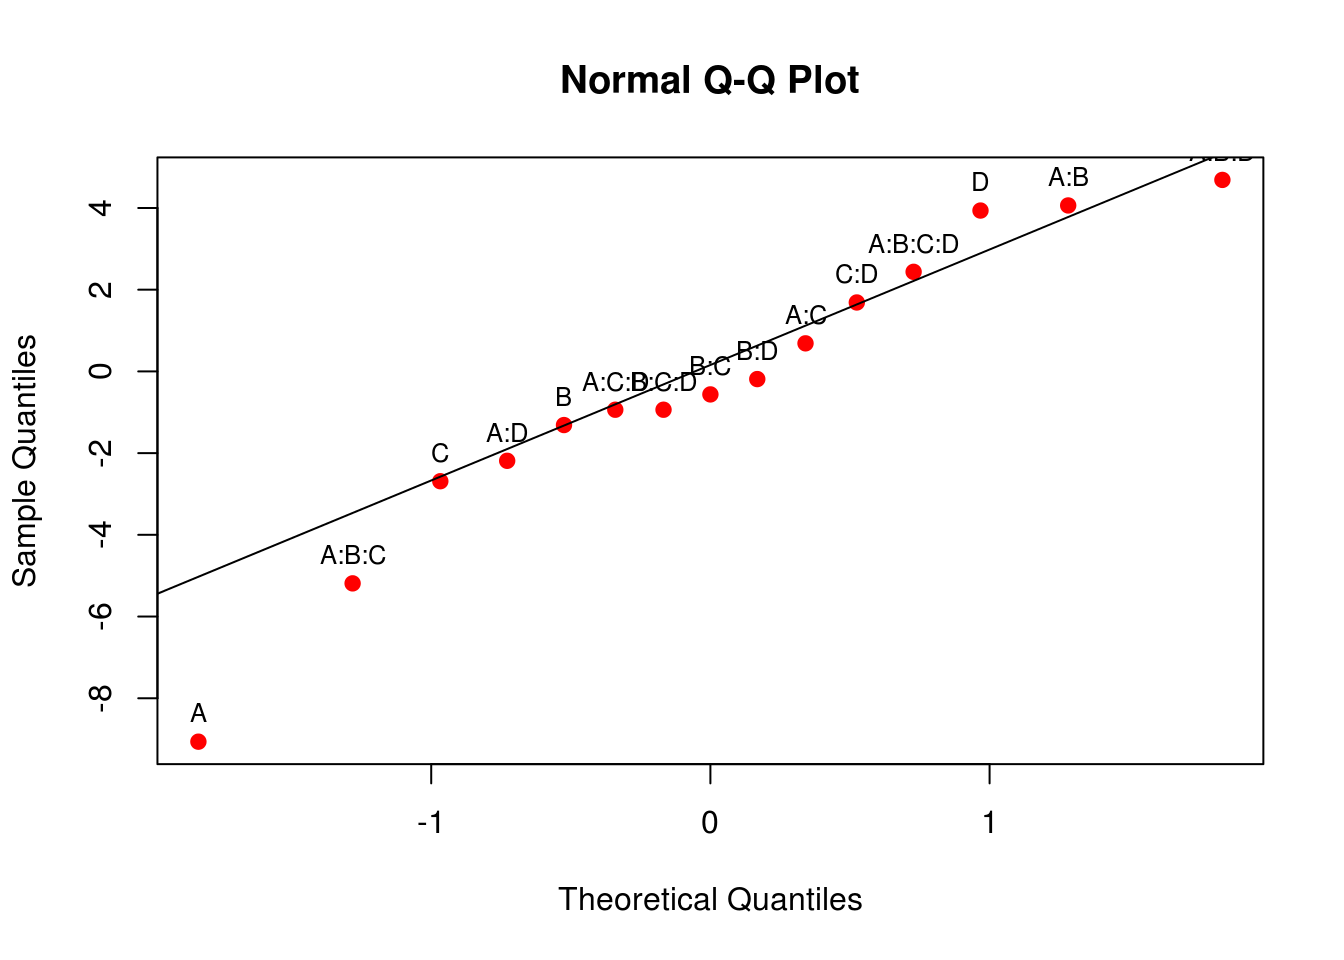 Normal Q-Q Plot
Sample Quantiles
4
2
0
-2
-4
-6
-8
A
A:B:C
C
A:D
B
A:C:D
B:C:D
B:C
B:D
A:C
C:D
A:B:C:D
D
A:B
-1
0
1
Theoretical Quantiles